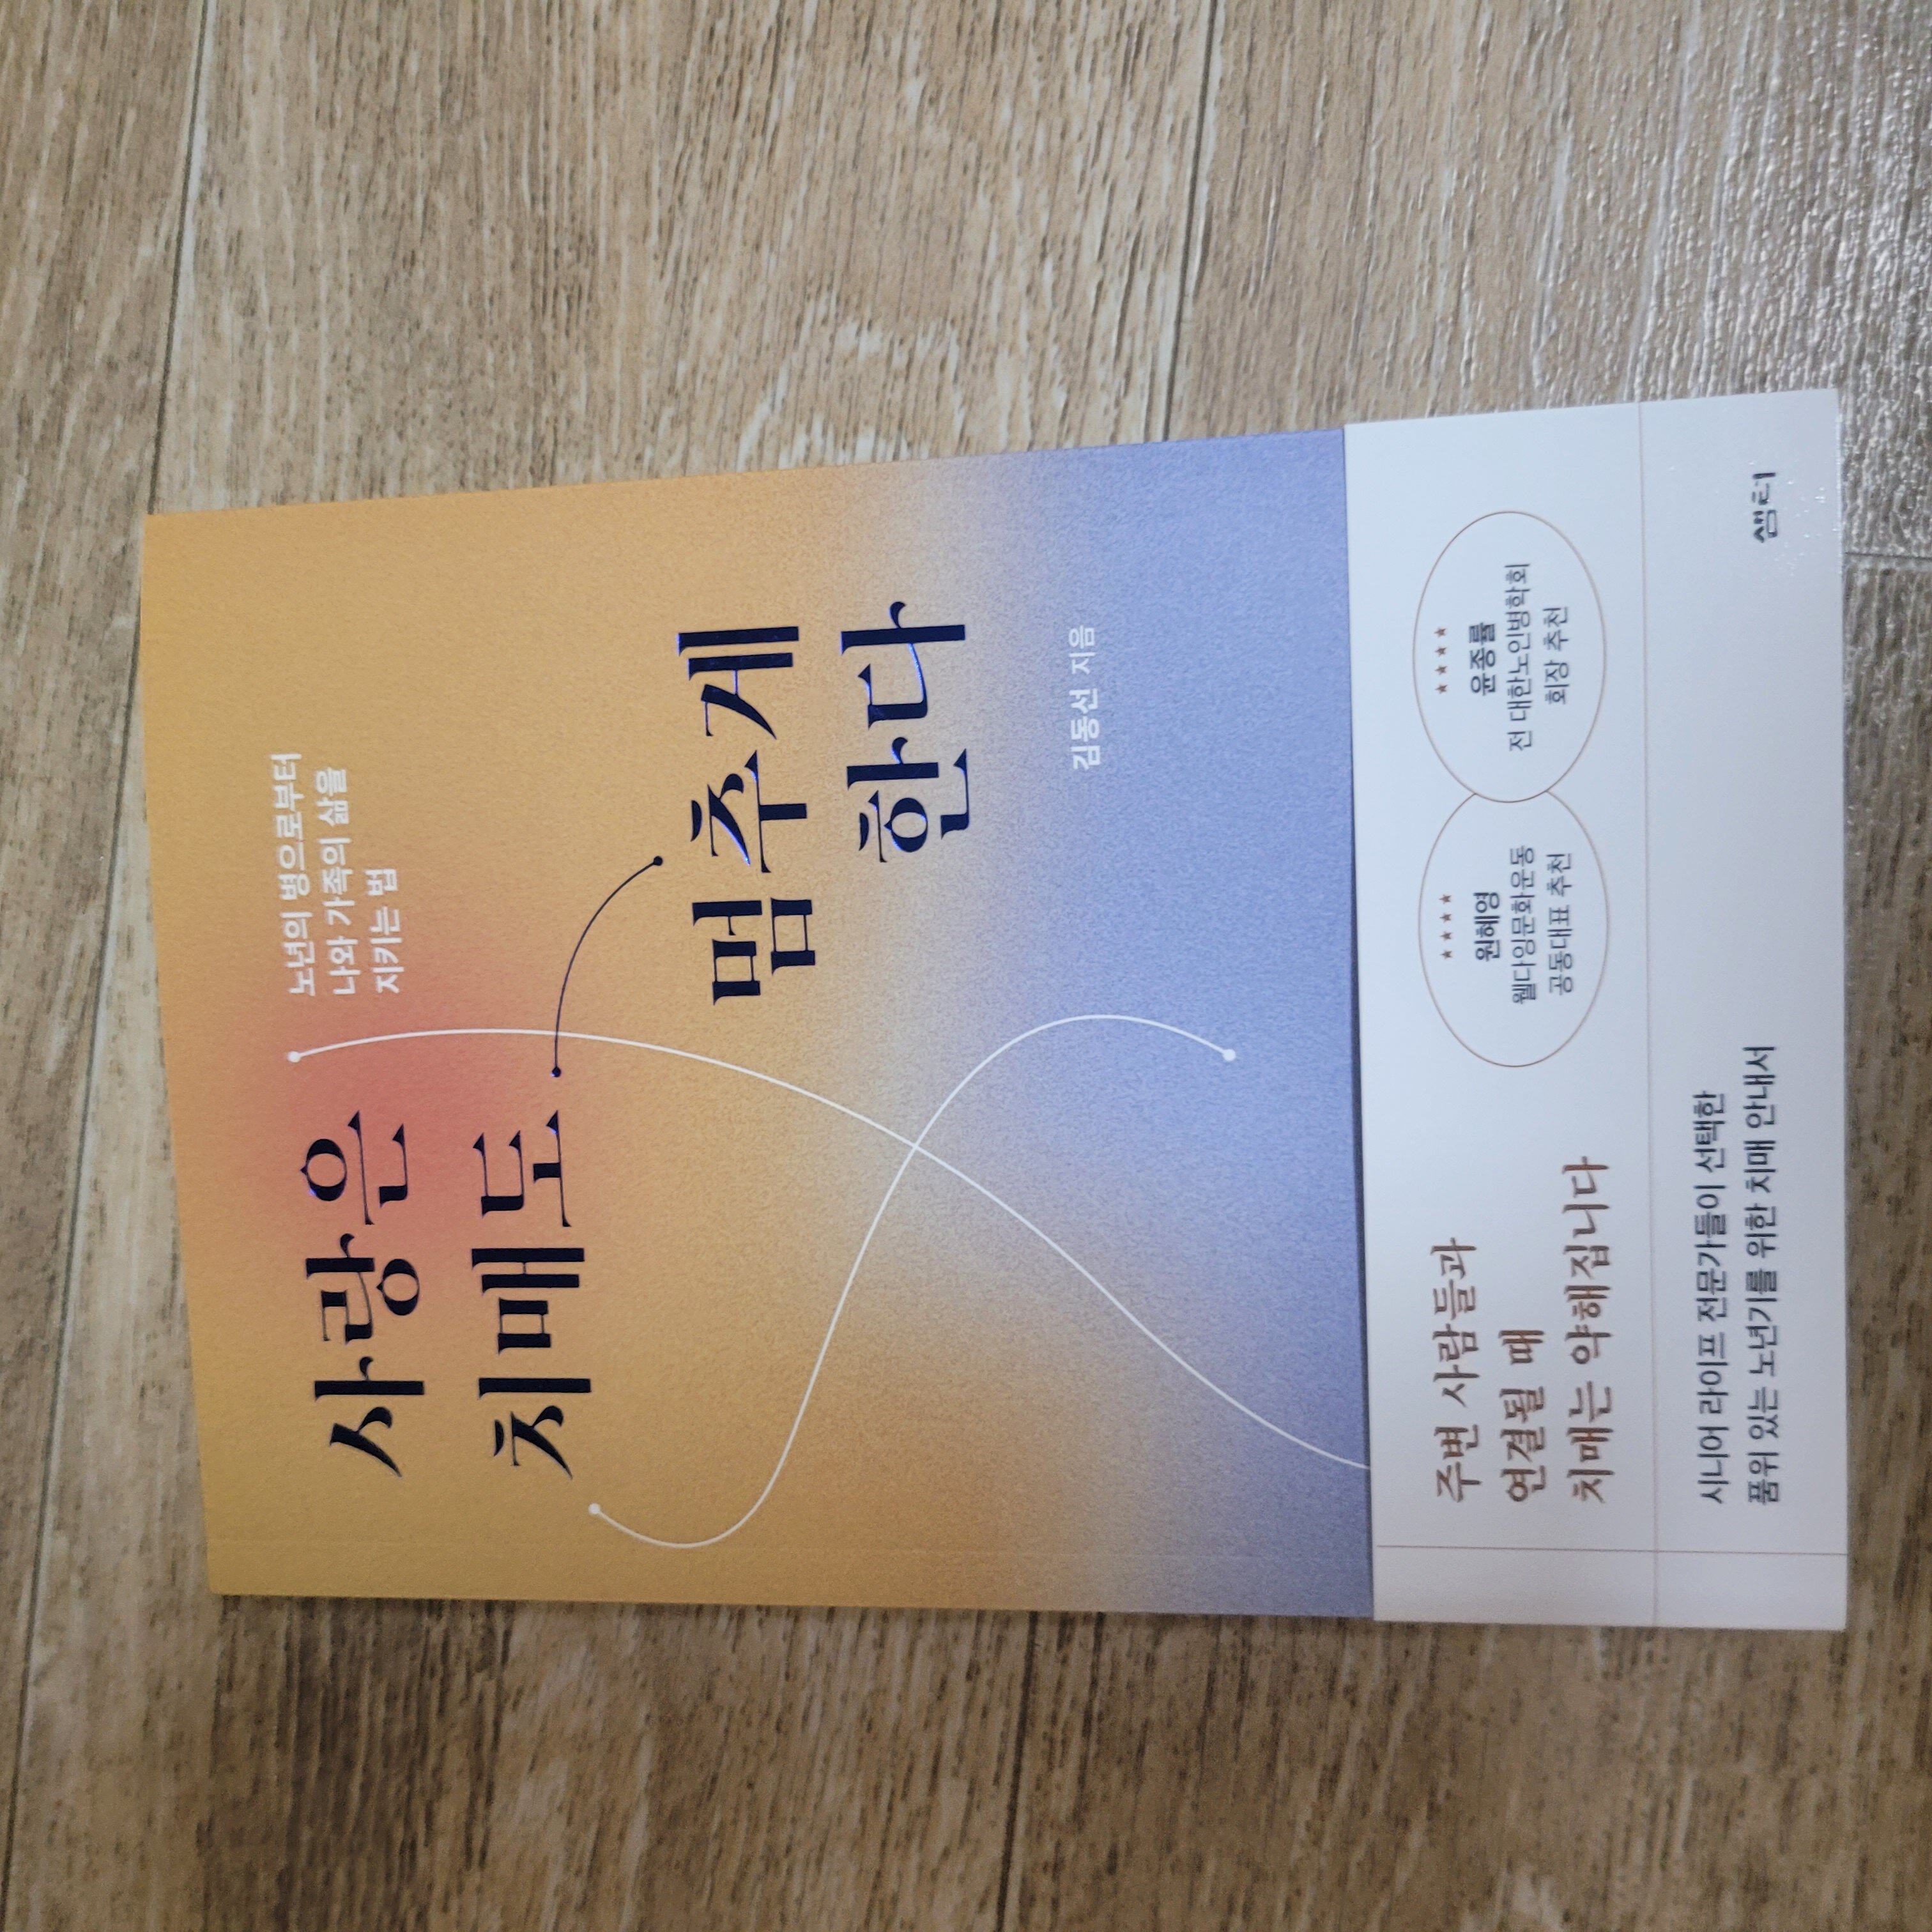 노년의 병으로부터
나와 가족의 삶을
지키는 법
사랑은
치매도
멈추게
한다
김동선 지음
주변 사람들과
연결될 때
치매는 약해집니다
★★★★
원혜영
웰다잉문화운동
공동대표 추천
★★★★
윤종률
전 대한노인병학회
회장 추천
시니어 라이프 전문가들이 선택한
품위 있는 노년기를 위한 치매 안내서
샘터